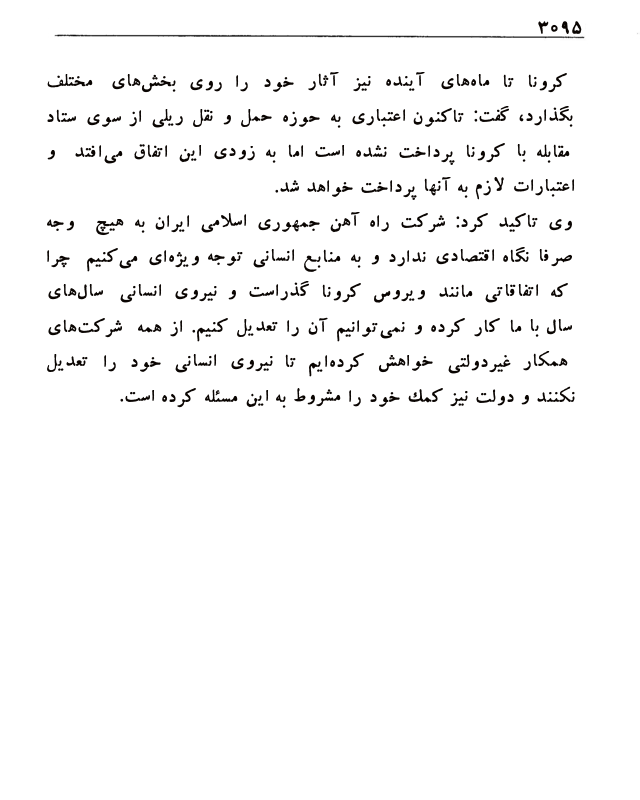 ۳۰۹۵
کرونا تا ماه‌های آینده نیز آثار خود را روی بخش‌های مختلف
بگذارد، گفت: تاکنون اعتباری به حوزه حمل و نقل ریلی از سوی ستاد
مقابله با کرونا پرداخت نشده است اما به زودی این اتفاق می‌افتد و
اعتبارات لازم به آنها پرداخت خواهد شد.
وی تاکید کرد: شرکت راه آهن جمهوری اسلامی ایران به هیچ وجه
صرفا نگاه اقتصادی ندارد و به منابع انسانی توجه ویژه‌ای می‌کنیم چرا
که اتفاقاتی مانند ویروس کرونا گذراست و نیروی انسانی سال‌های
سال با ما کار کرده و نمی‌توانیم آن را تعدیل کنیم. از همه شرکت‌های
همکار غیردولتی خواهش کرده‌ایم تا نیروی انسانی خود را تعدیل
نکنند و دولت نیز کمك خود را مشروط به این مسئله کرده است.